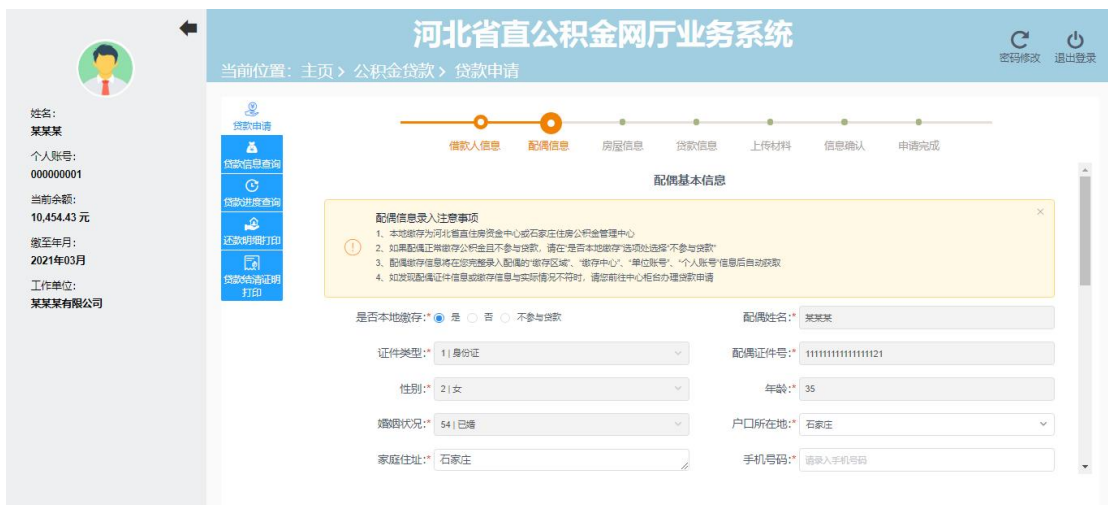 河北省直公积金网厅业务系统
当前位置: 主页 > 公积金贷款 > 贷款申请
密码修改
退出登录
姓名:
某某某
个人账号:
000000001
当前余额:
10,454.43 元
缴至年月:
2021年03月
工作单位:
某某某有限公司
贷款申请
贷款信息查询
贷款进度查询
还款明细打印
贷款结清证明
打印
借款人信息 配偶信息 房屋信息 贷款信息 上传材料 信息确认 申请完成
配偶基本信息
配偶信息录入注意事项
1、本地缴存为河北省直住房资金中心或石家庄住房公积金管理中心
2、如果配偶正常缴存公积金且不参与贷款，请在“是否本地缴存”选项处选择“不参与贷款”
3、配偶缴存信息将在您完整录入配偶的“缴存区域”、“缴存中心”、“单位账号”、“个人账号”信息后自动获取
4、如发现配偶证件信息或缴存信息与实际情况不符时，请您前往中心柜台办理贷款申请
是否本地缴存:* 是 否 不参与贷款 配偶姓名:* 某某某
证件类型:* 1 | 身份证 配偶证件号:* 111111111111111121
性别:* 2 | 女 年龄:* 35
婚姻状况:* 54 | 已婚 户口所在地:* 石家庄
家庭住址:* 石家庄 手机号码:* 请录入手机号码